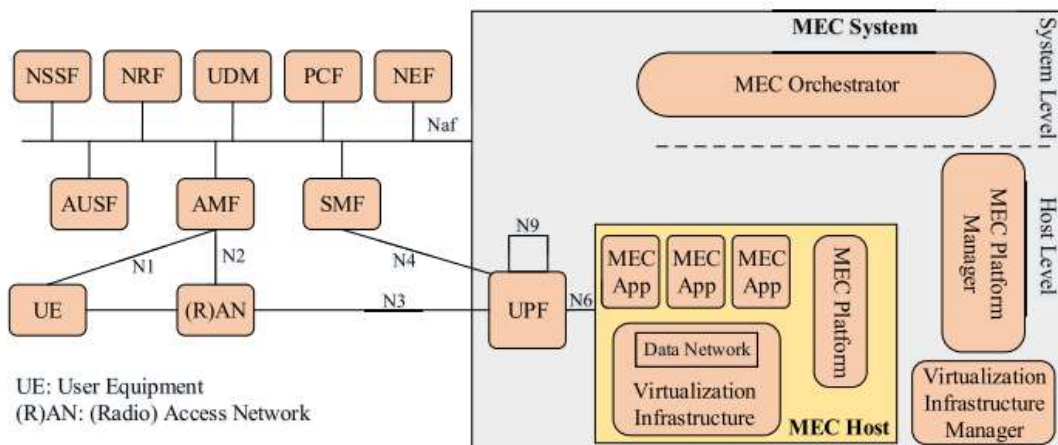 MEC System
System Level
NSSF
NRF
UDM
PCF
NEF
MEC Orchestrator
Naf
AUSF
AMF
SMF
MEC Platform
Manager
Host Level
N9
N1
N2
N4
MEC
App
MEC
App
MEC
App
MEC Platform
UE
(R)AN
N3
UPF
N6
Data Network
Virtualization
Infrastructure
MEC Host
Virtualization
Infrastructure
Manager
UE: User Equipment
(R)AN: (Radio) Access Network